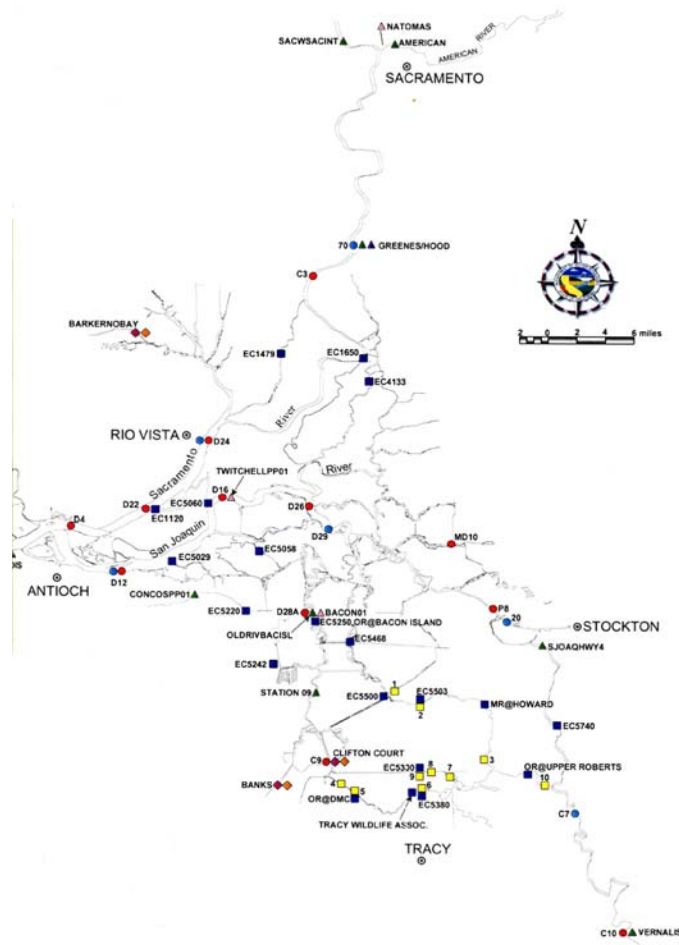 NATOMAS
SACWSACINT
AMERICAN
AMERICAN RIVER
SACRAMENTO
70
GREENES/HOOD
N
C3
BARKERNOBAY
2 0 2 4 6 miles
EC1479
EC1650
EC4133
River
RIO VISTA
D24
Sacramento
TWITCHELLPP01
River
D16
EC5060
D22
EC1120
D26
D4
San Joaquin
D29
MD10
EC5058
EC5029
D12
ANTIOCH
CONCOSPP01
EC5220
D28A
BACON01
P8
20
STOCKTON
EC5250,OR@BACON ISLAND
OLDRIVBACISL
EC5468
SJOAQHWY4
EC5242
STATION 09
1
EC5500
EC5503
2
MR@HOWARD
EC5740
C9
CLIFTON COURT
3
EC5330
8
OR@UPPER ROBERTS
9
7
BANKS
4
5
6
10
OR@DMC
EC5380
TRACY WILDLIFE ASSOC.
C7
TRACY
C10
VERNALIS